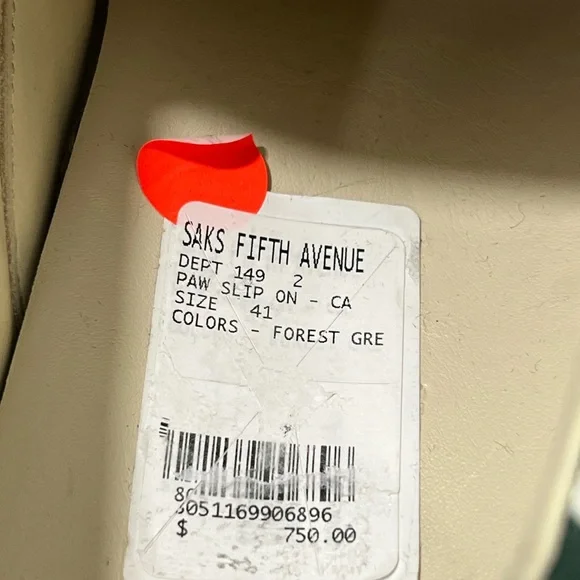 SAKS FIFTH AVENUE
DEPT 149 2
PAW SLIP ON - CA
SIZE 41
COLORS - FOREST GRE
8051169906896
$ 750.00